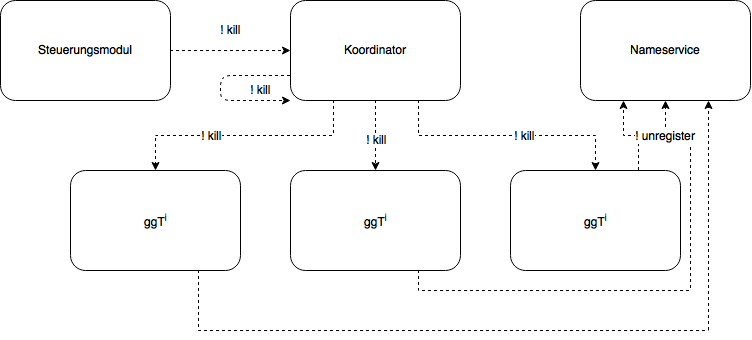 ! kill
Steuerungsmodul
Koordinator
Nameservice
! kill
! kill
! kill
! kill
! unregister
ggTⁱ
ggTⁱ
ggTⁱ